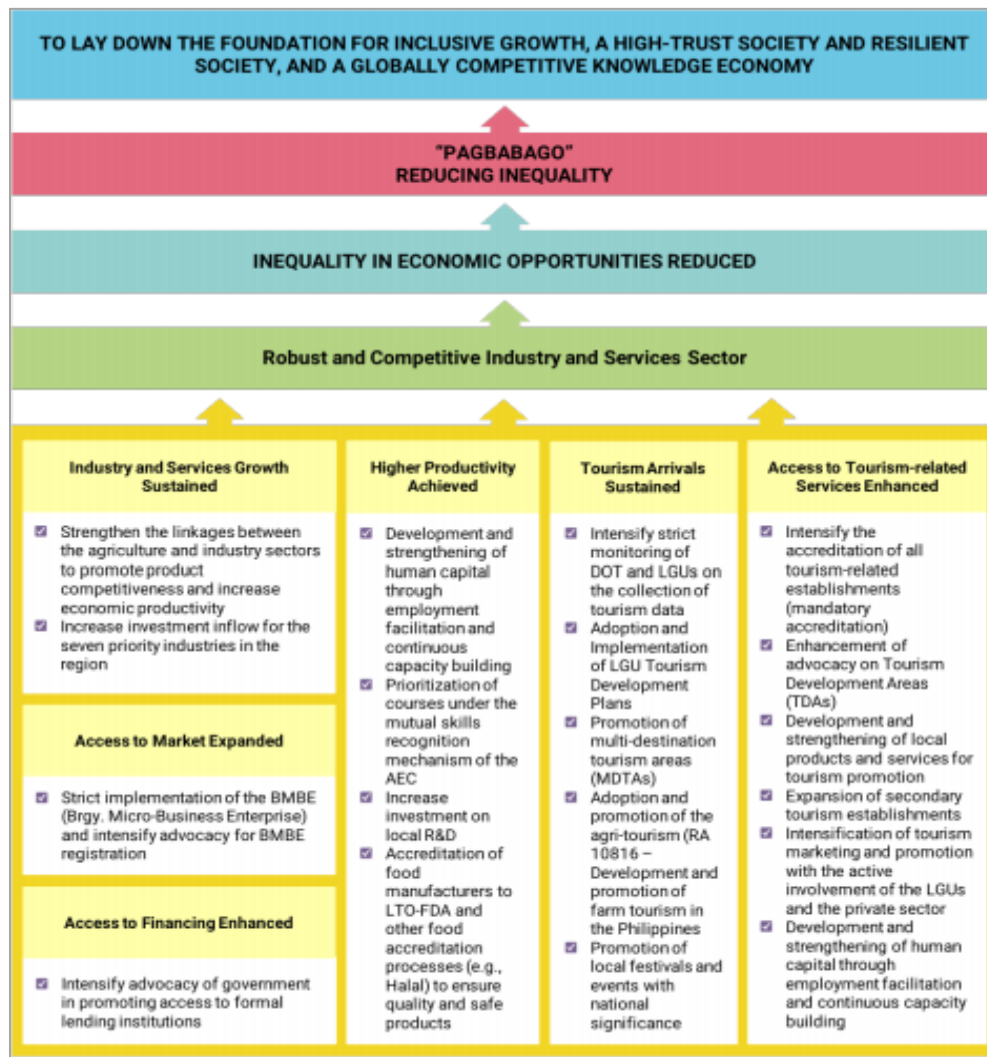 TO LAY DOWN THE FOUNDATION FOR INCLUSIVE GROWTH, A HIGH-TRUST SOCIETY AND RESILIENT
SOCIETY, AND A GLOBALLY COMPETITIVE KNOWLEDGE ECONOMY
"PAGBABAGO"
REDUCING INEQUALITY
INEQUALITY IN ECONOMIC OPPORTUNITIES REDUCED
Robust and Competitive Industry and Services Sector
Industry and Services Growth
Sustained
Strengthen the linkages between
the agriculture and industry sectors
to promote product
competitiveness and increase
economic productivity
Increase investment inflow for the
seven priority industries in the
region
Access to Market Expanded
Strict implementation of the BMBE
(Brgy. Micro-Business Enterprise)
and intensify advocacy for BMBE
registration
Access to Financing Enhanced
Intensify advocacy of government
in promoting access to formal
lending institutions
Higher Productivity
Achieved
Development and
strengthening of
human capital
through
employment
facilitation and
continuous
capacity building
Prioritization of
courses under the
mutual skills
recognition
mechanism of the
AEC
Increase
investment on
local R&D
Accreditation of
food
manufacturers to
LTO-FDA and
other food
accreditation
processes (e.g.,
Halal) to ensure
quality and safe
products
Tourism Arrivals
Sustained
Intensify strict
monitoring of
DOT and LGUs on
the collection of
tourism data
Adoption and
Implementation
of LGU Tourism
Development
Plans
Promotion of
multi-destination
tourism areas
(MDTAs)
Adoption and
promotion of the
agri-tourism (RA
10816 –
Development and
promotion of
farm tourism in
the Philippines
Promotion of
local festivals and
events with
national
significance
Access to Tourism-related
Services Enhanced
Intensify the
accreditation of all
tourism-related
establishments
(mandatory
accreditation)
Enhancement of
advocacy on Tourism
Development Areas
(TDAs)
Development and
strengthening of local
products and services for
tourism promotion
Expansion of secondary
tourism establishments
Intensification of tourism
marketing and promotion
with the active
involvement of the LGUs
and the private sector
Development and
strengthening of human
capital through
employment facilitation
and continuous capacity
building